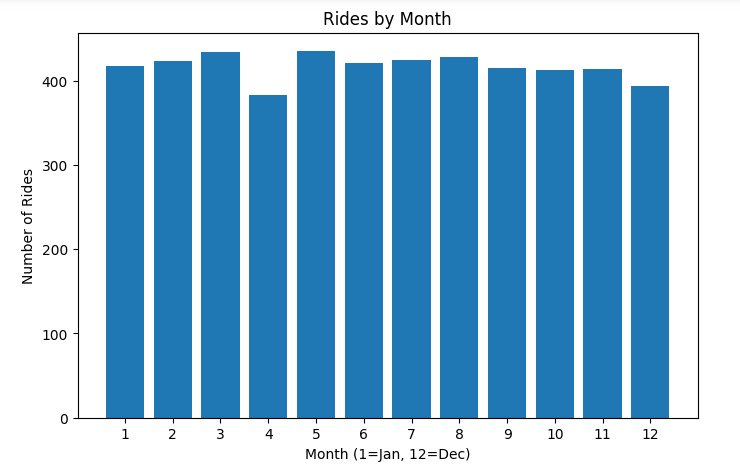 Rides by Month
Number of Rides
400
300
200
100
0
1 2 3 4 5 6 7 8 9 10 11 12
Month (1=Jan, 12=Dec)